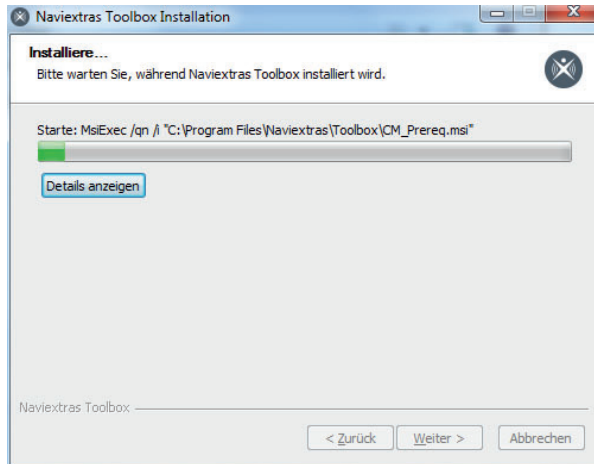 Naviextras Toolbox Installation
Installiere...
Bitte warten Sie, während Naviextras Toolbox installiert wird.
Starte: MsiExec /qn /i "C:\Program Files\Naviextras\Toolbox\CM_Prereq.msi"
Details anzeigen
Naviextras Toolbox
< Zurück Weiter > Abbrechen